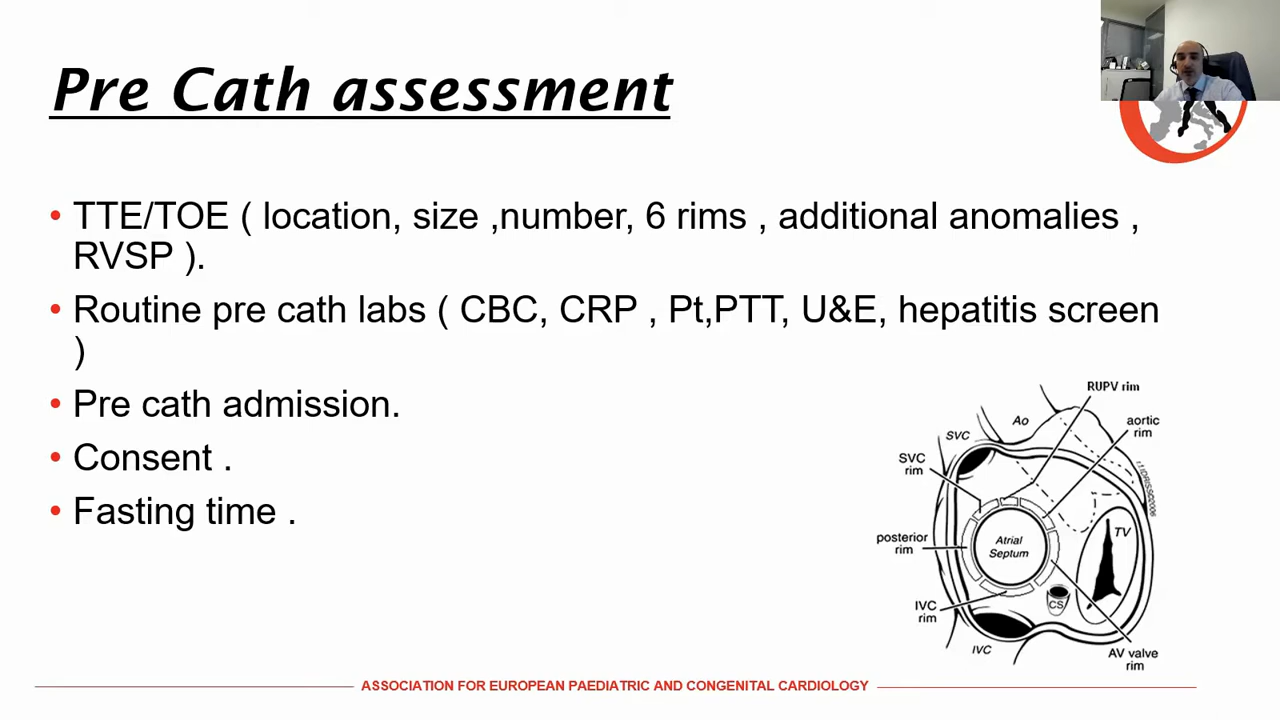 Pre Cath assessment
• TTE/TOE ( location, size ,number, 6 rims , additional anomalies ,
RVSP ).
• Routine pre cath labs ( CBC, CRP , Pt,PTT, U&E, hepatitis screen
)
• Pre cath admission.
• Consent .
• Fasting time .
RUPV rim
Ao
aortic
rim
SVC
SVC
rim
posterior
rim
Atrial
Septum
TV
IVC
rim
CS
IVC
AV valve
rim
ASSOCIATION FOR EUROPEAN PAEDIATRIC AND CONGENITAL CARDIOLOGY